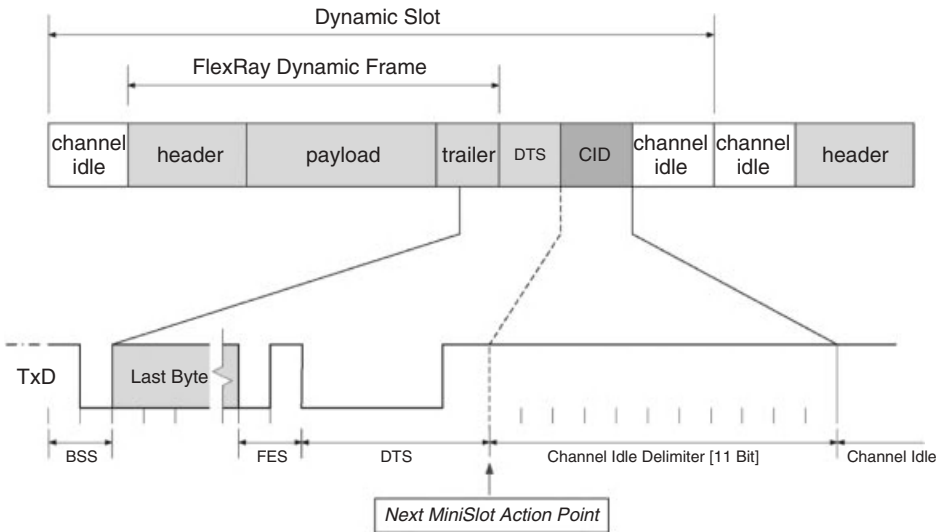 Dynamic Slot
FlexRay Dynamic Frame
channel idle header payload trailer DTS CID channel idle channel idle header
TxD Last Byte
BSS FES DTS Channel Idle Delimiter [11 Bit] Channel Idle
Next MiniSlot Action Point